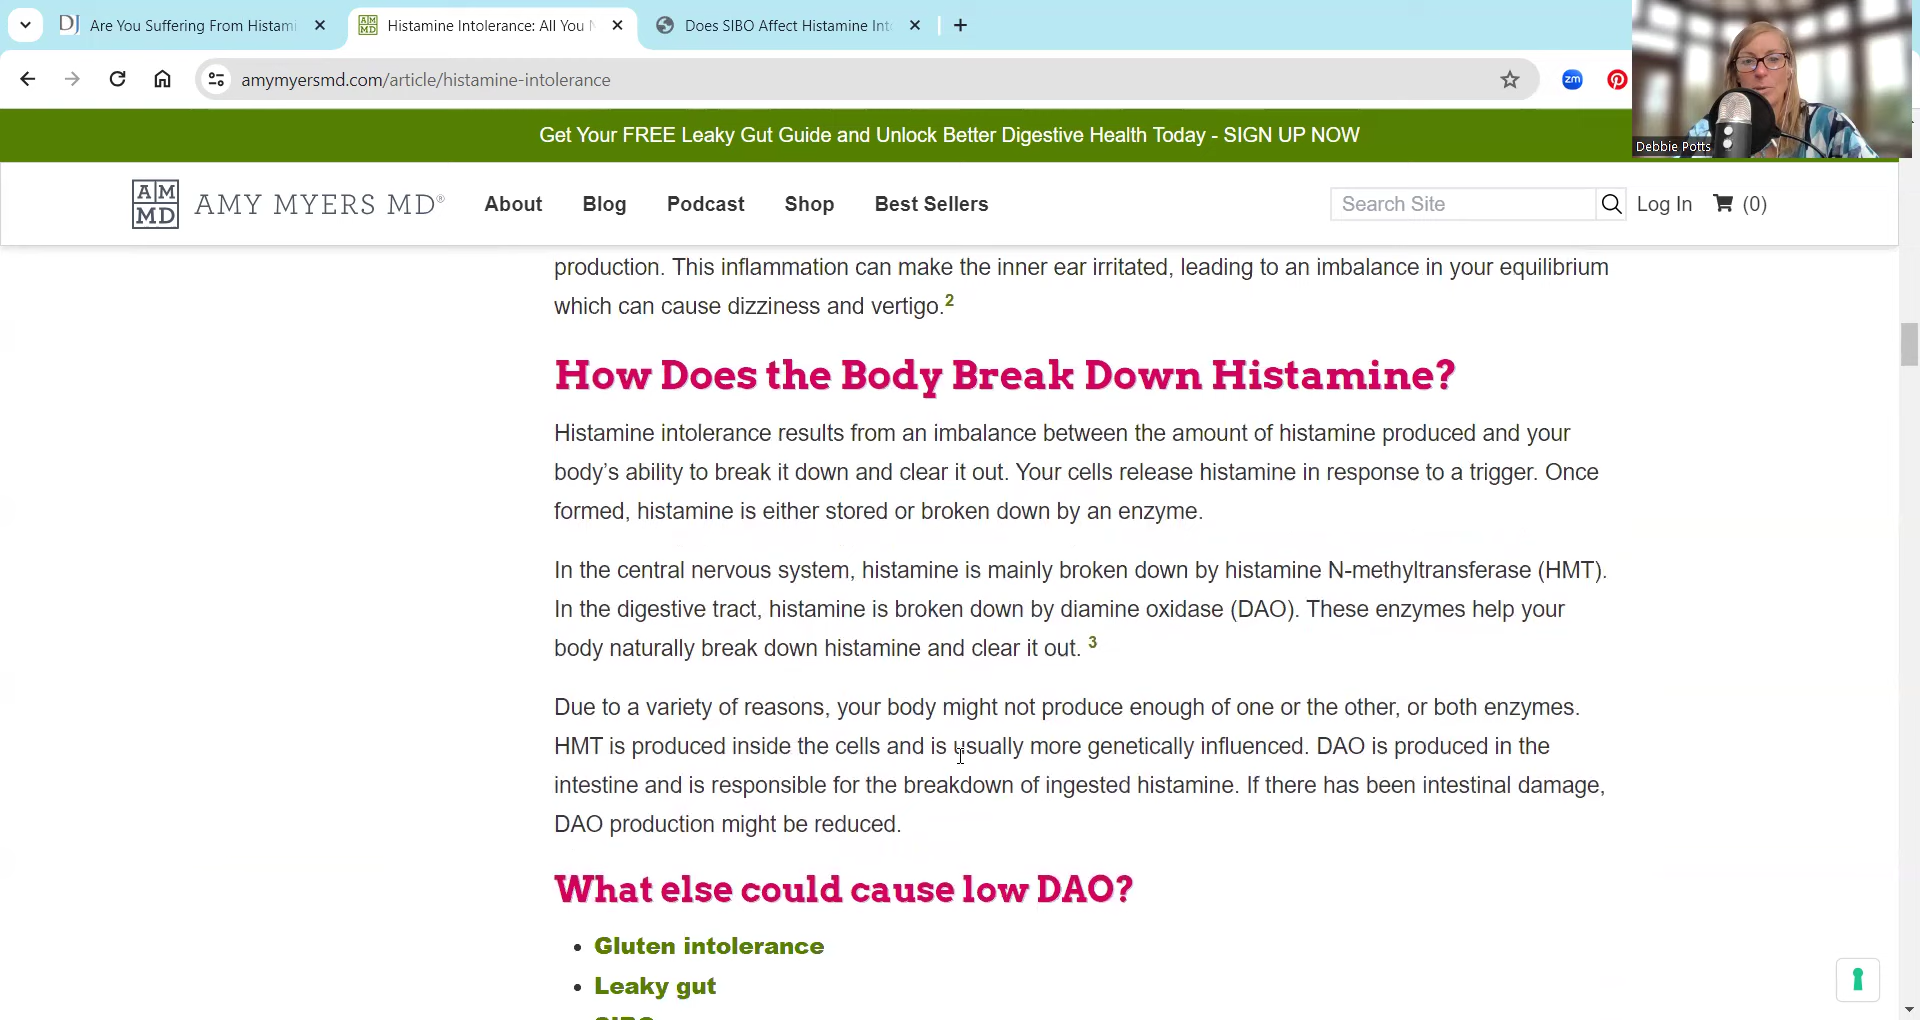 Are You Suffering From Histami
Histamine Intolerance: All You N
Does SIBO Affect Histamine Int
amymyersmd.com/article/histamine-intolerance
zm
Debbie Potts
Get Your FREE Leaky Gut Guide and Unlock Better Digestive Health Today - SIGN UP NOW
AM
MD
AMY MYERS MD®
About
Blog
Podcast
Shop
Best Sellers
Search Site
Log In
(0)
production. This inflammation can make the inner ear irritated, leading to an imbalance in your equilibrium
which can cause dizziness and vertigo.2
How Does the Body Break Down Histamine?
Histamine intolerance results from an imbalance between the amount of histamine produced and your
body’s ability to break it down and clear it out. Your cells release histamine in response to a trigger. Once
formed, histamine is either stored or broken down by an enzyme.
In the central nervous system, histamine is mainly broken down by histamine N-methyltransferase (HMT).
In the digestive tract, histamine is broken down by diamine oxidase (DAO). These enzymes help your
body naturally break down histamine and clear it out. 3
Due to a variety of reasons, your body might not produce enough of one or the other, or both enzymes.
HMT is produced inside the cells and is usually more genetically influenced. DAO is produced in the
intestine and is responsible for the breakdown of ingested histamine. If there has been intestinal damage,
DAO production might be reduced.
What else could cause low DAO?
• Gluten intolerance
• Leaky gut
SIBO